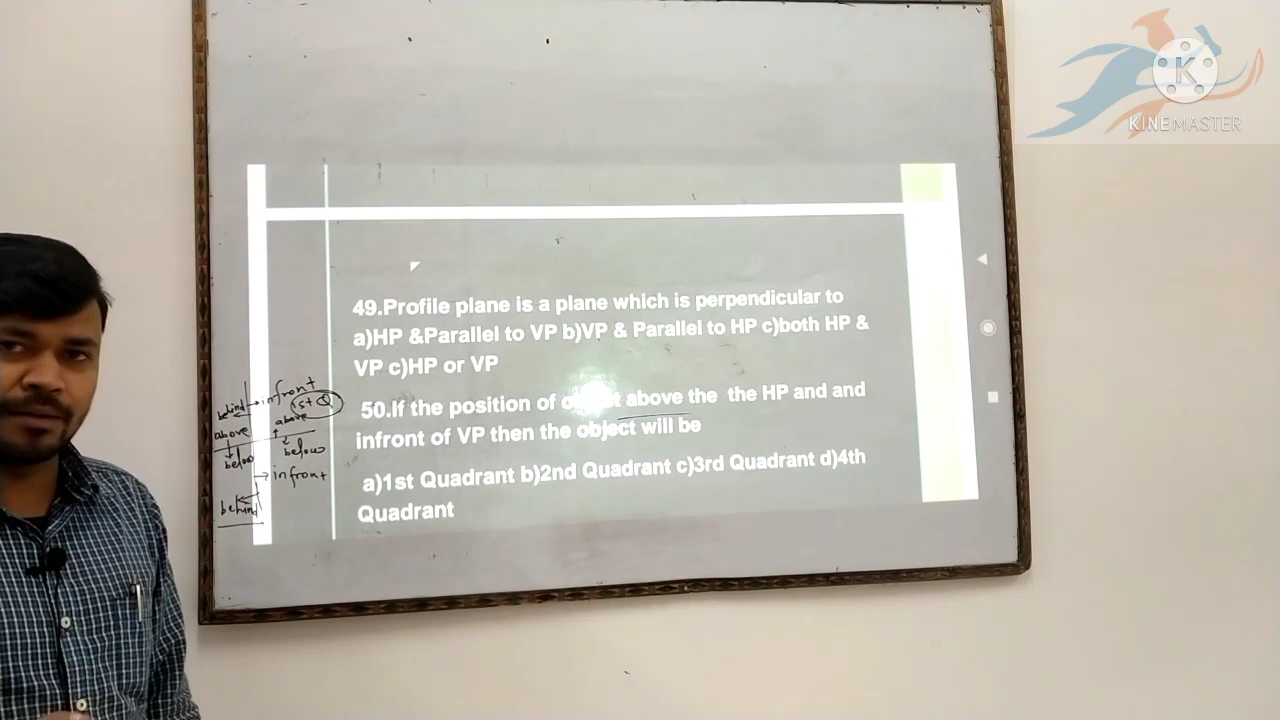 K
KINEMASTER
49.Profile plane is a plane which is perpendicular to
a)HP &Parallel to VP b)VP & Parallel to HP c)both HP &
VP c)HP or VP
50.If the position of object above the the HP and and
infront of VP then the object will be
a)1st Quadrant b)2nd Quadrant c)3rd Quadrant d)4th
Quadrant
infront
behind
1st Q
above
above
below
below
infront
behind